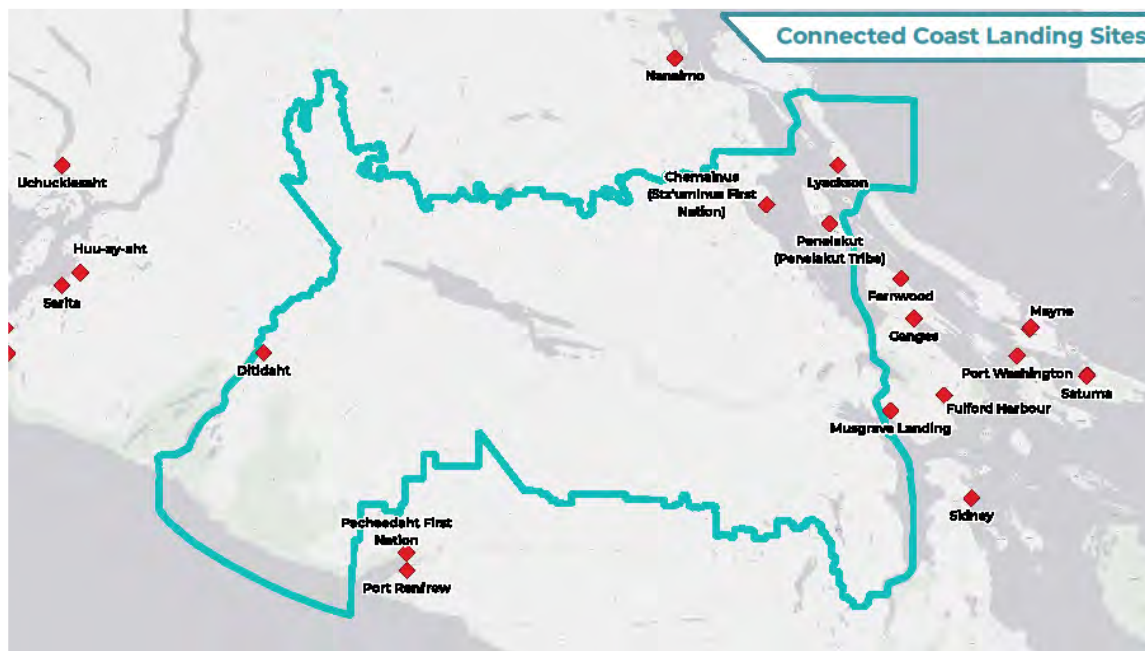 Connected Coast Landing Sites
Nanaimo
Uchucklesaht
Lyackson
Chemainus
(Stz'uminus First
Nation)
Penelakut
(Penelakut Tribe)
Huu-ay-aht
Sarita
Fernwood
Ganges
Mayne
Ditidaht
Port Washington
Saturna
Fulford Harbour
Musgrave Landing
Sidney
Pacheedaht First
Nation
Port Renfrew